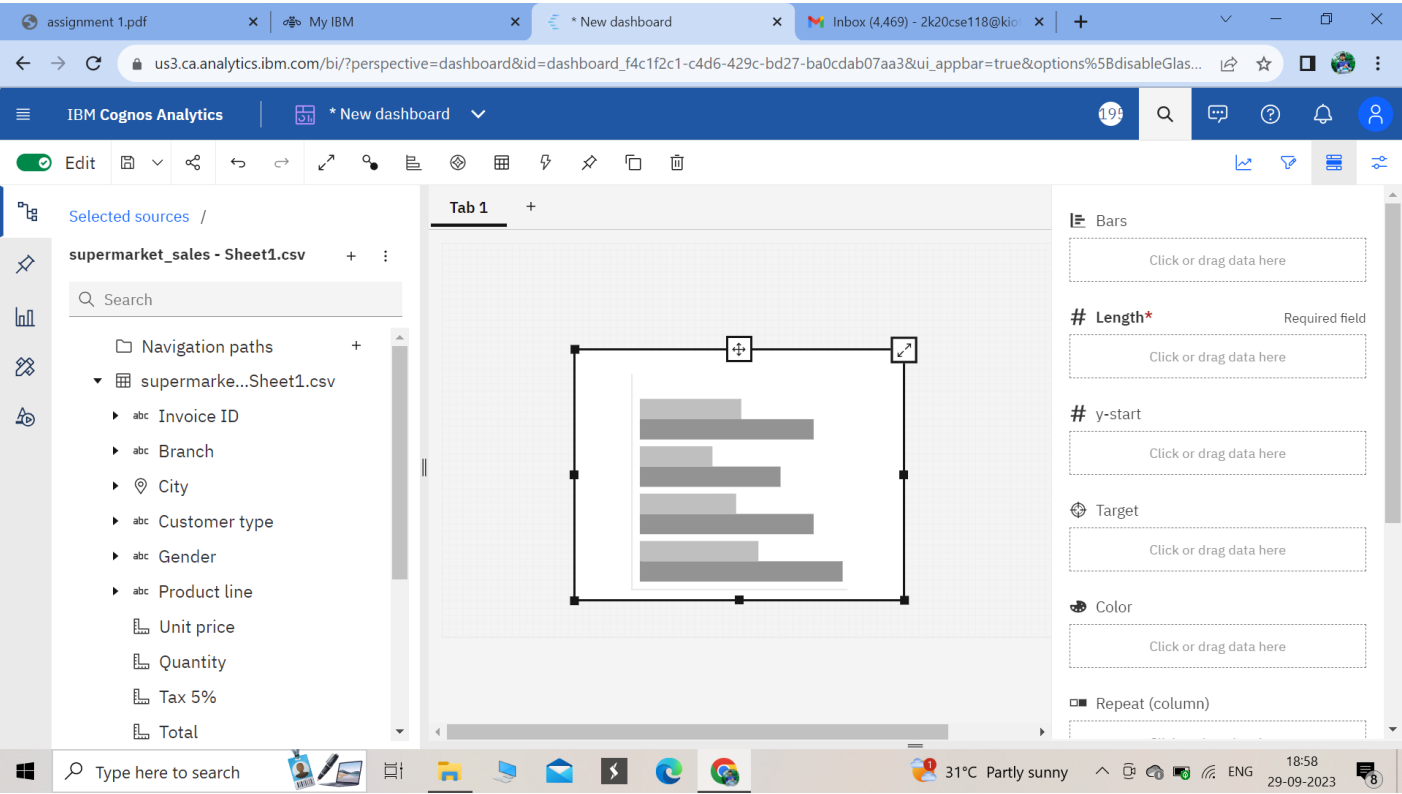 assignment 1.pdf
My IBM
* New dashboard
Inbox (4,469) - 2k20cse118@kio
us3.ca.analytics.ibm.com/bi/?perspective=dashboard&id=dashboard_f4c1f2c1-c4d6-429c-bd27-ba0cdab07aa3&ui_appbar=true&options%5BdisableGlas...
IBM Cognos Analytics
* New dashboard
195
Edit
Selected sources /
supermarket_sales - Sheet1.csv
Search
Navigation paths
supermarke...Sheet1.csv
abc Invoice ID
abc Branch
City
abc Customer type
abc Gender
abc Product line
Unit price
Quantity
Tax 5%
Total
Tab 1
Bars
Click or drag data here
# Length*
Required field
Click or drag data here
# y-start
Click or drag data here
Target
Click or drag data here
Color
Click or drag data here
Repeat (column)
Type here to search
1
31°C Partly sunny
ENG
18:58
29-09-2023
8